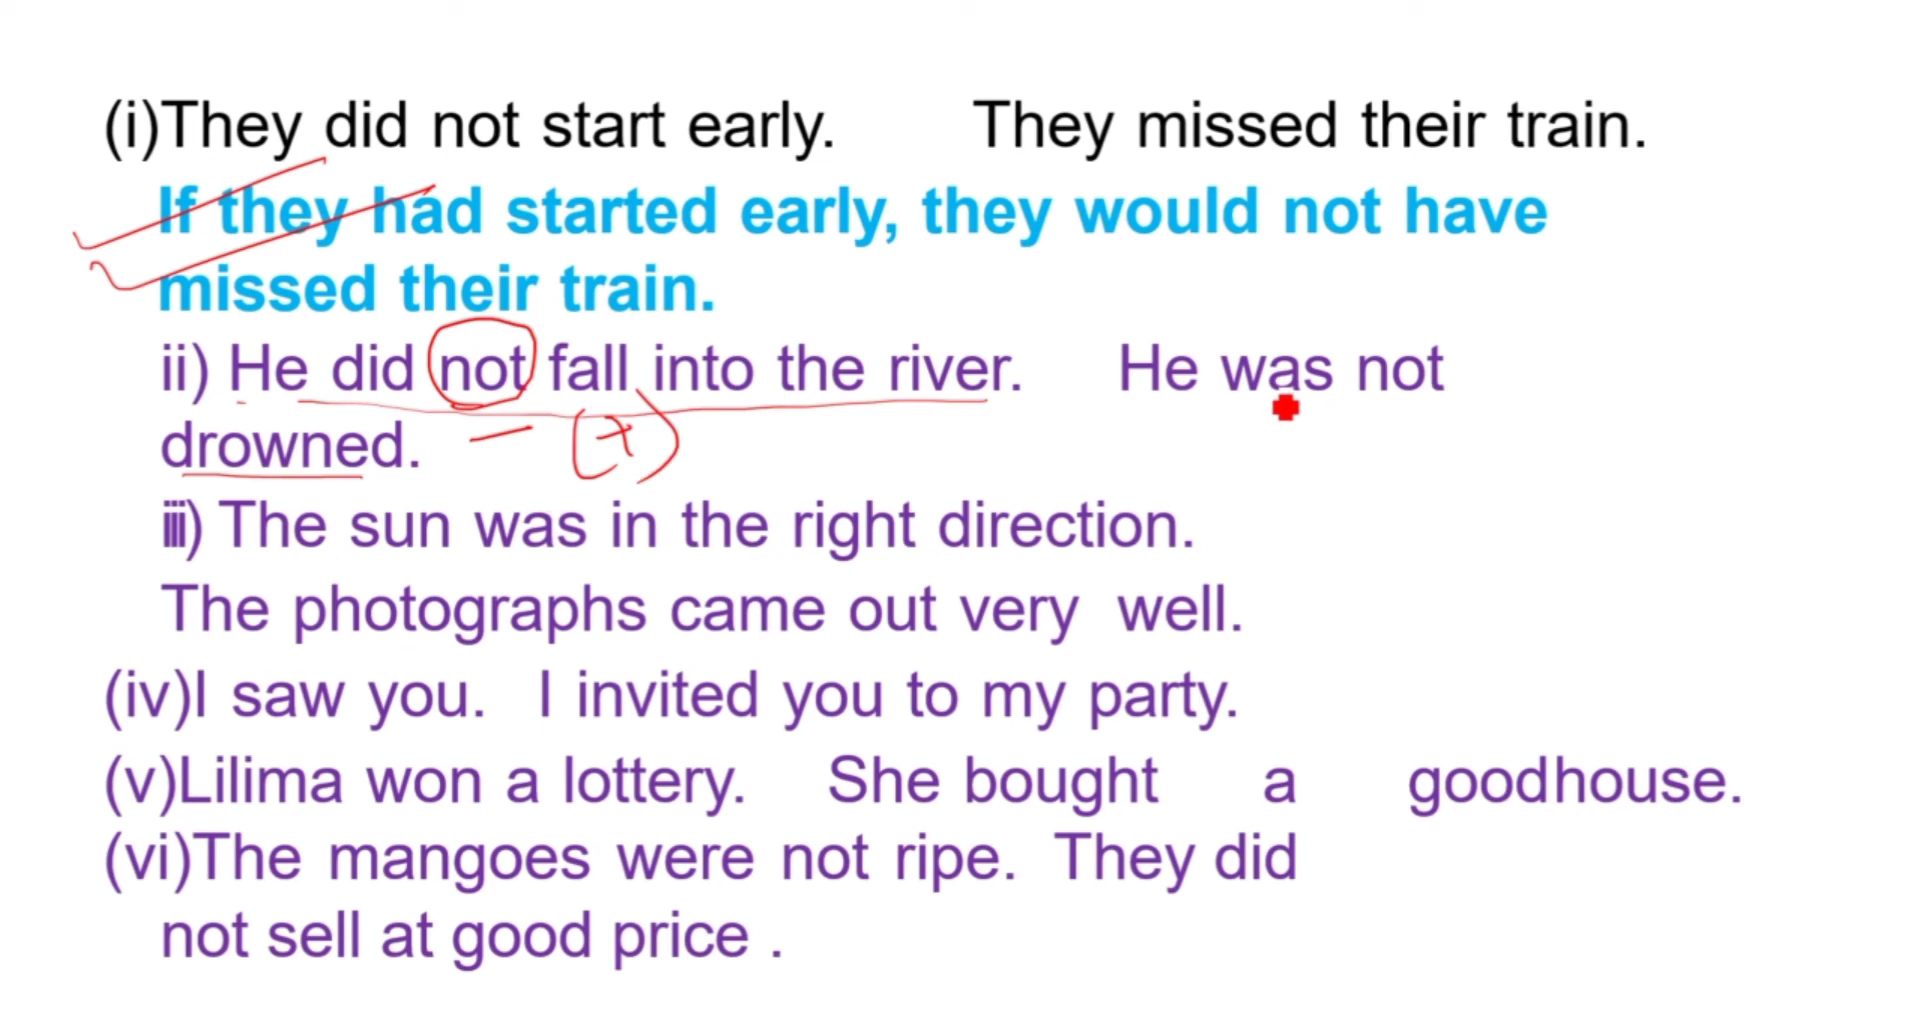 (i)They did not start early. They missed their train.
If they had started early, they would not have
missed their train.
ii) He did not fall into the river. He was not
drowned. — (+)
iii) The sun was in the right direction.
The photographs came out very well.
(iv)I saw you. I invited you to my party.
(v)Lilima won a lottery. She bought a goodhouse.
(vi)The mangoes were not ripe. They did
not sell at good price .